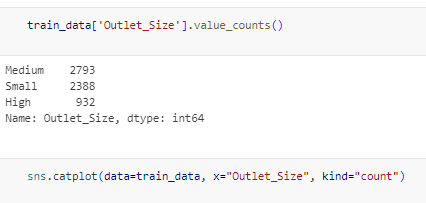 train_data['Outlet_Size'].value_counts()
Medium    2793
Small     2388
High       932
Name: Outlet_Size, dtype: int64
sns.catplot(data=train_data, x="Outlet_Size", kind="count")